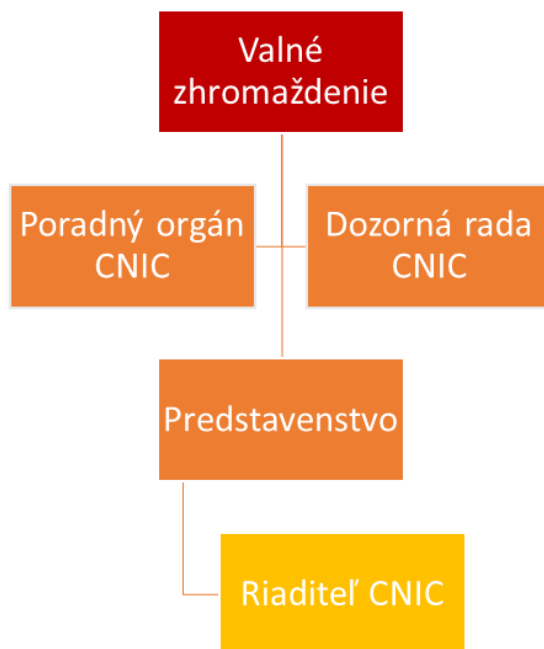 Valné
zhromaždenie
Poradný orgán
CNIC
Dozorná rada
CNIC
Predstavenstvo
Riaditeľ CNIC